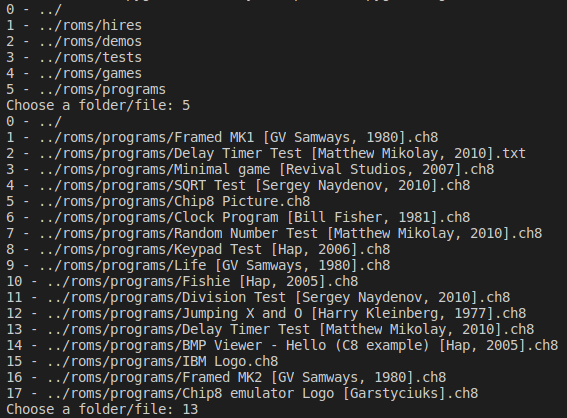 0 - ../
1 - ../roms/hires
2 - ../roms/demos
3 - ../roms/tests
4 - ../roms/games
5 - ../roms/programs
Choose a folder/file: 5
0 - ../
1 - ../roms/programs/Framed MK1 [GV Samways, 1980].ch8
2 - ../roms/programs/Delay Timer Test [Matthew Mikolay, 2010].txt
3 - ../roms/programs/Minimal game [Revival Studios, 2007].ch8
4 - ../roms/programs/SQRT Test [Sergey Naydenov, 2010].ch8
5 - ../roms/programs/Chip8 Picture.ch8
6 - ../roms/programs/Clock Program [Bill Fisher, 1981].ch8
7 - ../roms/programs/Random Number Test [Matthew Mikolay, 2010].ch8
8 - ../roms/programs/Keypad Test [Hap, 2006].ch8
9 - ../roms/programs/Life [GV Samways, 1980].ch8
10 - ../roms/programs/Fishie [Hap, 2005].ch8
11 - ../roms/programs/Division Test [Sergey Naydenov, 2010].ch8
12 - ../roms/programs/Jumping X and O [Harry Kleinberg, 1977].ch8
13 - ../roms/programs/Delay Timer Test [Matthew Mikolay, 2010].ch8
14 - ../roms/programs/BMP Viewer - Hello (C8 example) [Hap, 2005].ch8
15 - ../roms/programs/IBM Logo.ch8
16 - ../roms/programs/Framed MK2 [GV Samways, 1980].ch8
17 - ../roms/programs/Chip8 emulator Logo [Garstyciuks].ch8
Choose a folder/file: 13